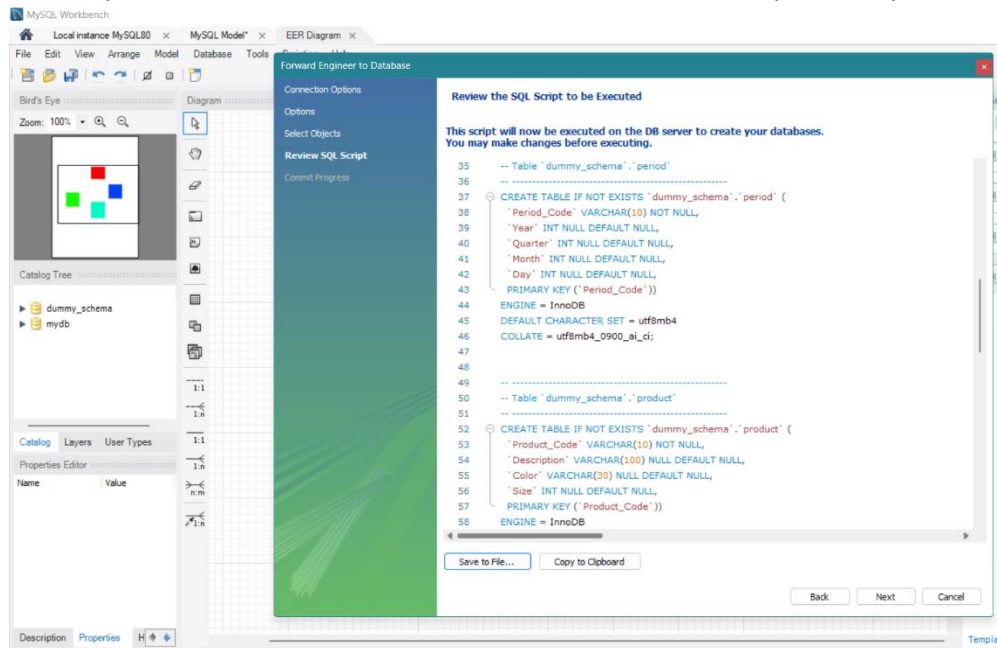 MySQL Workbench
Local instance MySQL80 × MySQL Model* × EER Diagram ×
File Edit View Arrange Model Database Tools
Forward Engineer to Database
Bird's Eye
Zoom: 100%
Diagram
Catalog Tree
dummy_schema
mydb
Catalog Layers User Types
Properties Editor
Name Value
Description Properties H
1:1
1:n
1:1
1:n
n:m
1:n
Connection Options
Options
Select Objects
Review SQL Script
Commit Progress
Review the SQL Script to be Executed
This script will now be executed on the DB server to create your databases.
You may make changes before executing.
35 -- Table `dummy_schema`.`period`
36 -- -----------------------------------------------------
37 CREATE TABLE IF NOT EXISTS `dummy_schema`.`period` (
38 `Period_Code` VARCHAR(10) NOT NULL,
39 `Year` INT NULL DEFAULT NULL,
40 `Quarter` INT NULL DEFAULT NULL,
41 `Month` INT NULL DEFAULT NULL,
42 `Day` INT NULL DEFAULT NULL,
43 PRIMARY KEY (`Period_Code`))
44 ENGINE = InnoDB
45 DEFAULT CHARACTER SET = utf8mb4
46 COLLATE = utf8mb4_0900_ai_ci;
47
48
49 -- -----------------------------------------------------
50 -- Table `dummy_schema`.`product`
51 -- -----------------------------------------------------
52 CREATE TABLE IF NOT EXISTS `dummy_schema`.`product` (
53 `Product_Code` VARCHAR(10) NOT NULL,
54 `Description` VARCHAR(100) NULL DEFAULT NULL,
55 `Color` VARCHAR(30) NULL DEFAULT NULL,
56 `Size` INT NULL DEFAULT NULL,
57 PRIMARY KEY (`Product_Code`))
58 ENGINE = InnoDB
Save to File... Copy to Clipboard
Back Next Cancel
Templa